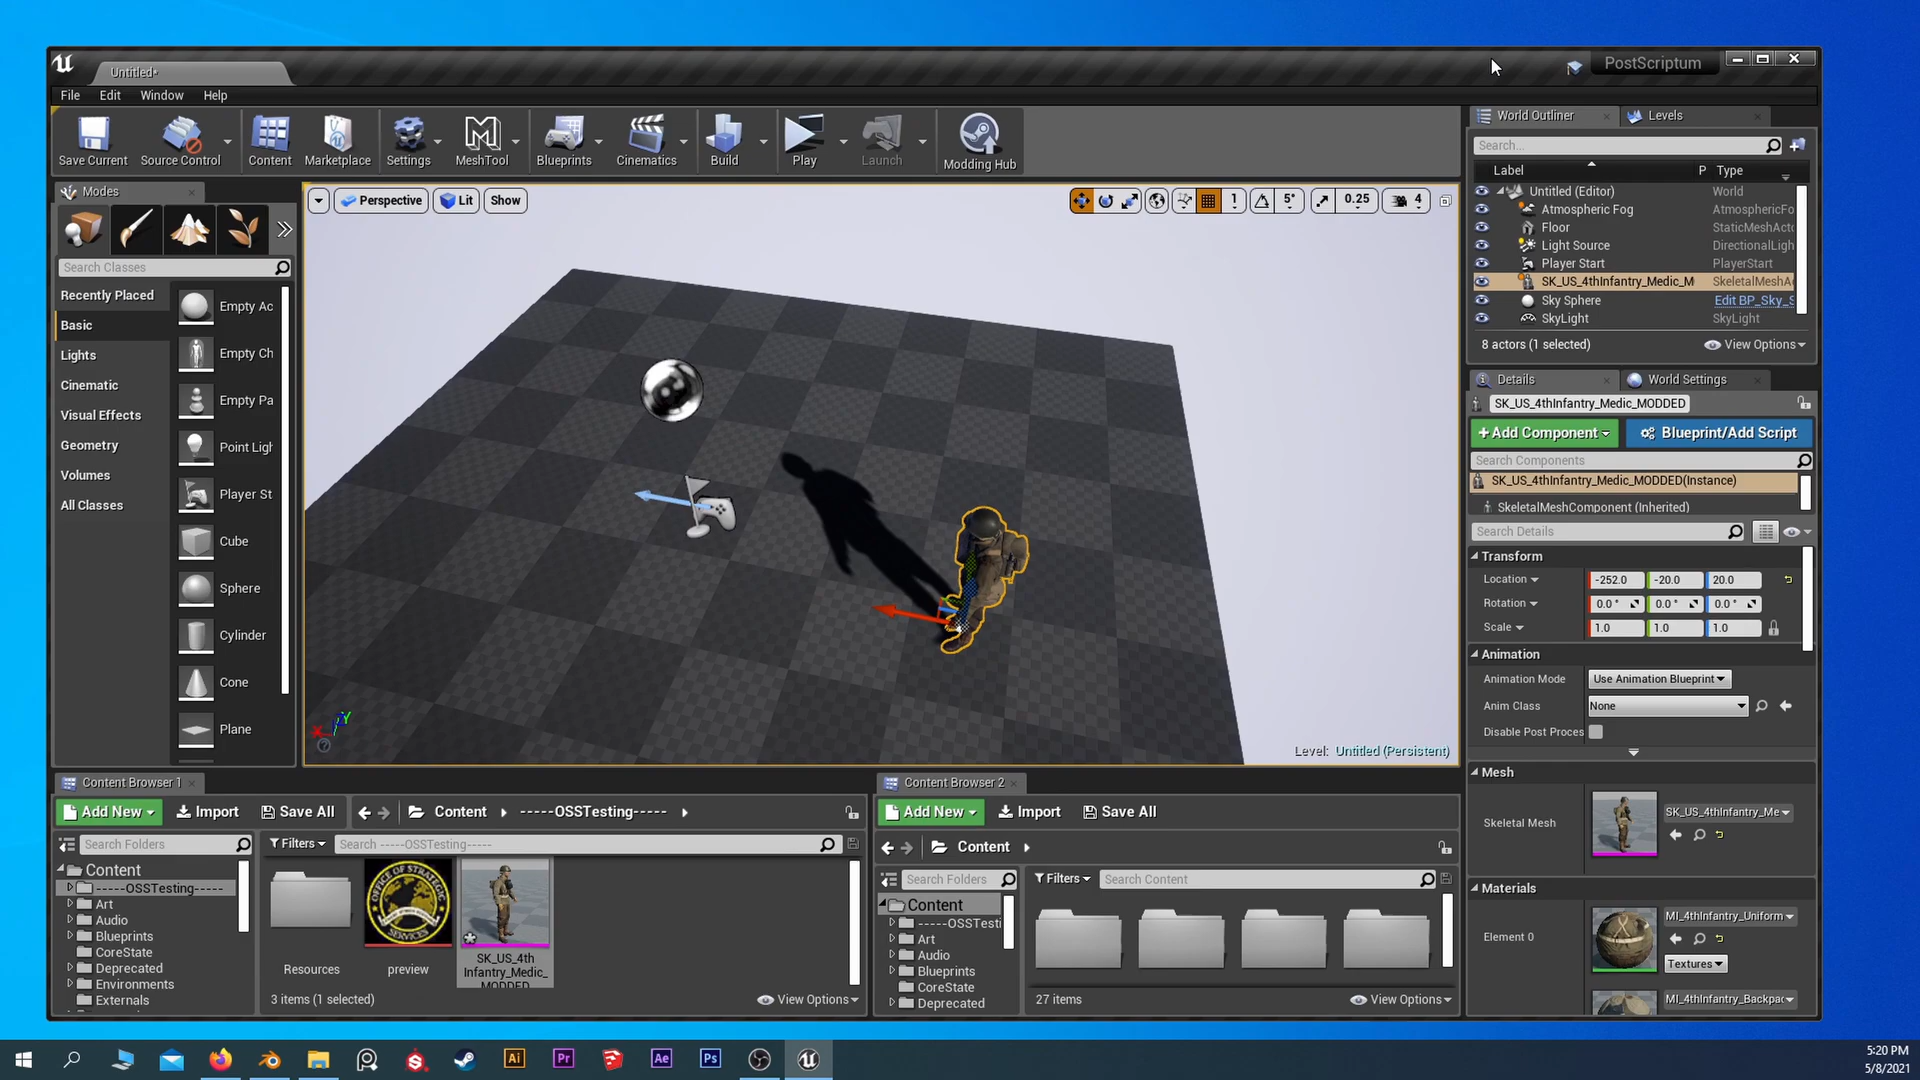 Untitled*
PostScriptum
File Edit Window Help
Save Current
Source Control
Content
Marketplace
Settings
MeshTool
Blueprints
Cinematics
Build
Play
Launch
Modding Hub
Modes
Search Classes
Recently Placed
Basic
Lights
Cinematic
Visual Effects
Geometry
Volumes
All Classes
Empty Ac
Empty Ch
Empty Pa
Point Ligh
Player St
Cube
Sphere
Cylinder
Cone
Plane
Perspective
Lit
Show
1
5°
0.25
4
Level: Untitled (Persistent)
World Outliner
Levels
Search...
Label P Type
Untitled (Editor) World
Atmospheric Fog AtmosphericFo
Floor StaticMeshActo
Light Source DirectionalLigh
Player Start PlayerStart
SK_US_4thInfantry_Medic_M SkeletalMeshA
Sky Sphere Edit BP_Sky_S
SkyLight SkyLight
8 actors (1 selected)
View Options
Details
World Settings
SK_US_4thInfantry_Medic_MODDED
+Add Component
Blueprint/Add Script
Search Components
SK_US_4thInfantry_Medic_MODDED(Instance)
SkeletalMeshComponent (Inherited)
Search Details
Transform
Location -252.0 -20.0 20.0
Rotation 0.0° 0.0° 0.0°
Scale 1.0 1.0 1.0
Animation
Animation Mode Use Animation Blueprint
Anim Class None
Disable Post Proces
Mesh
Skeletal Mesh
SK_US_4thInfantry_Me
Materials
Element 0
MI_4thInfantry_Uniform
Textures
MI_4thInfantry_Backpac
Content Browser 1
Add New
Import
Save All
Content
-----OSSTesting-----
Search Folders
Filters
Search -----OSSTesting-----
Content
-----OSSTesting-----
Art
Audio
Blueprints
CoreState
Deprecated
Environments
Externals
OFFICE OF STRATEGIC
SERVICES
Resources
preview
SK_US_4th
Infantry_Medic_
MODDED
3 items (1 selected)
View Options
Content Browser 2
Add New
Import
Save All
Content
Search Folders
Filters
Search Content
Content
-----OSSTesti
Art
Audio
Blueprints
CoreState
Deprecated
27 items
View Options
Ai
Pr
Ae
Ps
5:20 PM
5/8/2021